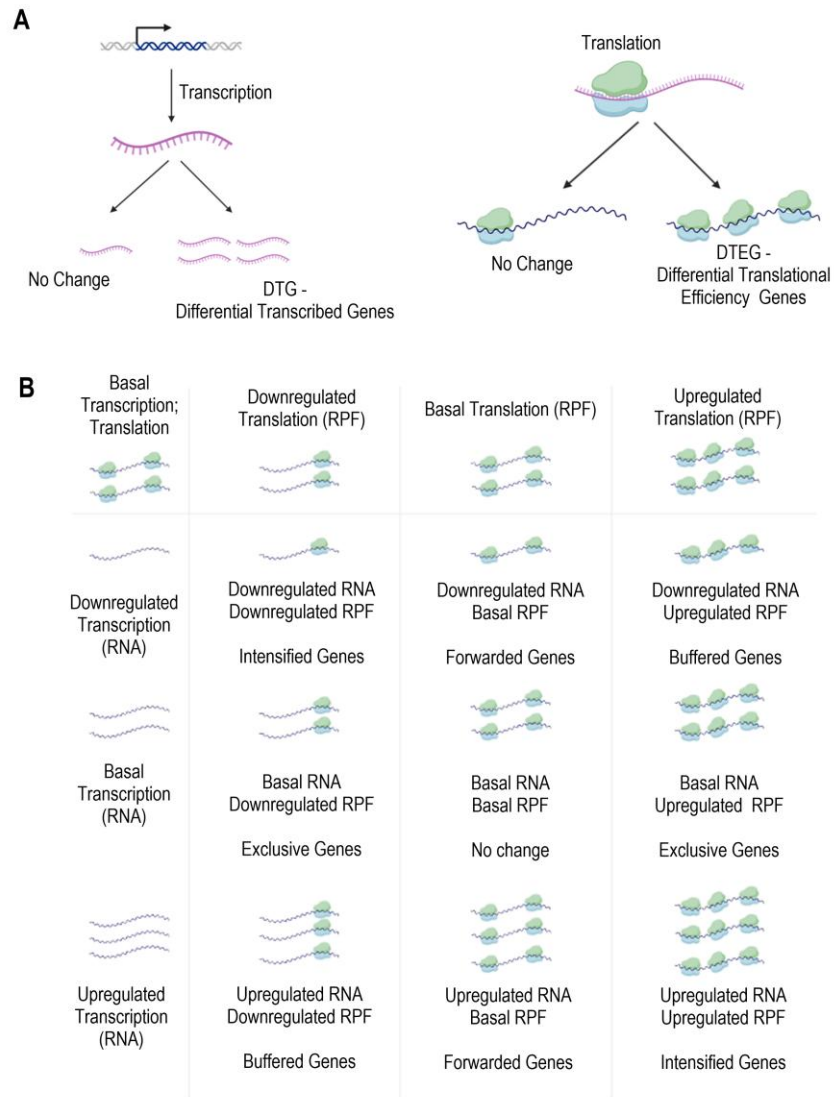 A
Transcription
No Change
DTG -
Differential Transcribed Genes
Translation
No Change
DTEG -
Differential Translational
Efficiency Genes
B
Basal
Transcription;
Translation
Downregulated
Translation (RPF)
Basal Translation (RPF)
Upregulated
Translation (RPF)
Downregulated
Transcription
(RNA)
Downregulated RNA
Downregulated RPF
Intensified Genes
Downregulated RNA
Basal RPF
Forwarded Genes
Downregulated RNA
Upregulated RPF
Buffered Genes
Basal
Transcription
(RNA)
Basal RNA
Downregulated RPF
Exclusive Genes
Basal RNA
Basal RPF
No change
Basal RNA
Upregulated RPF
Exclusive Genes
Upregulated
Transcription
(RNA)
Upregulated RNA
Downregulated RPF
Buffered Genes
Upregulated RNA
Basal RPF
Forwarded Genes
Upregulated RNA
Upregulated RPF
Intensified Genes